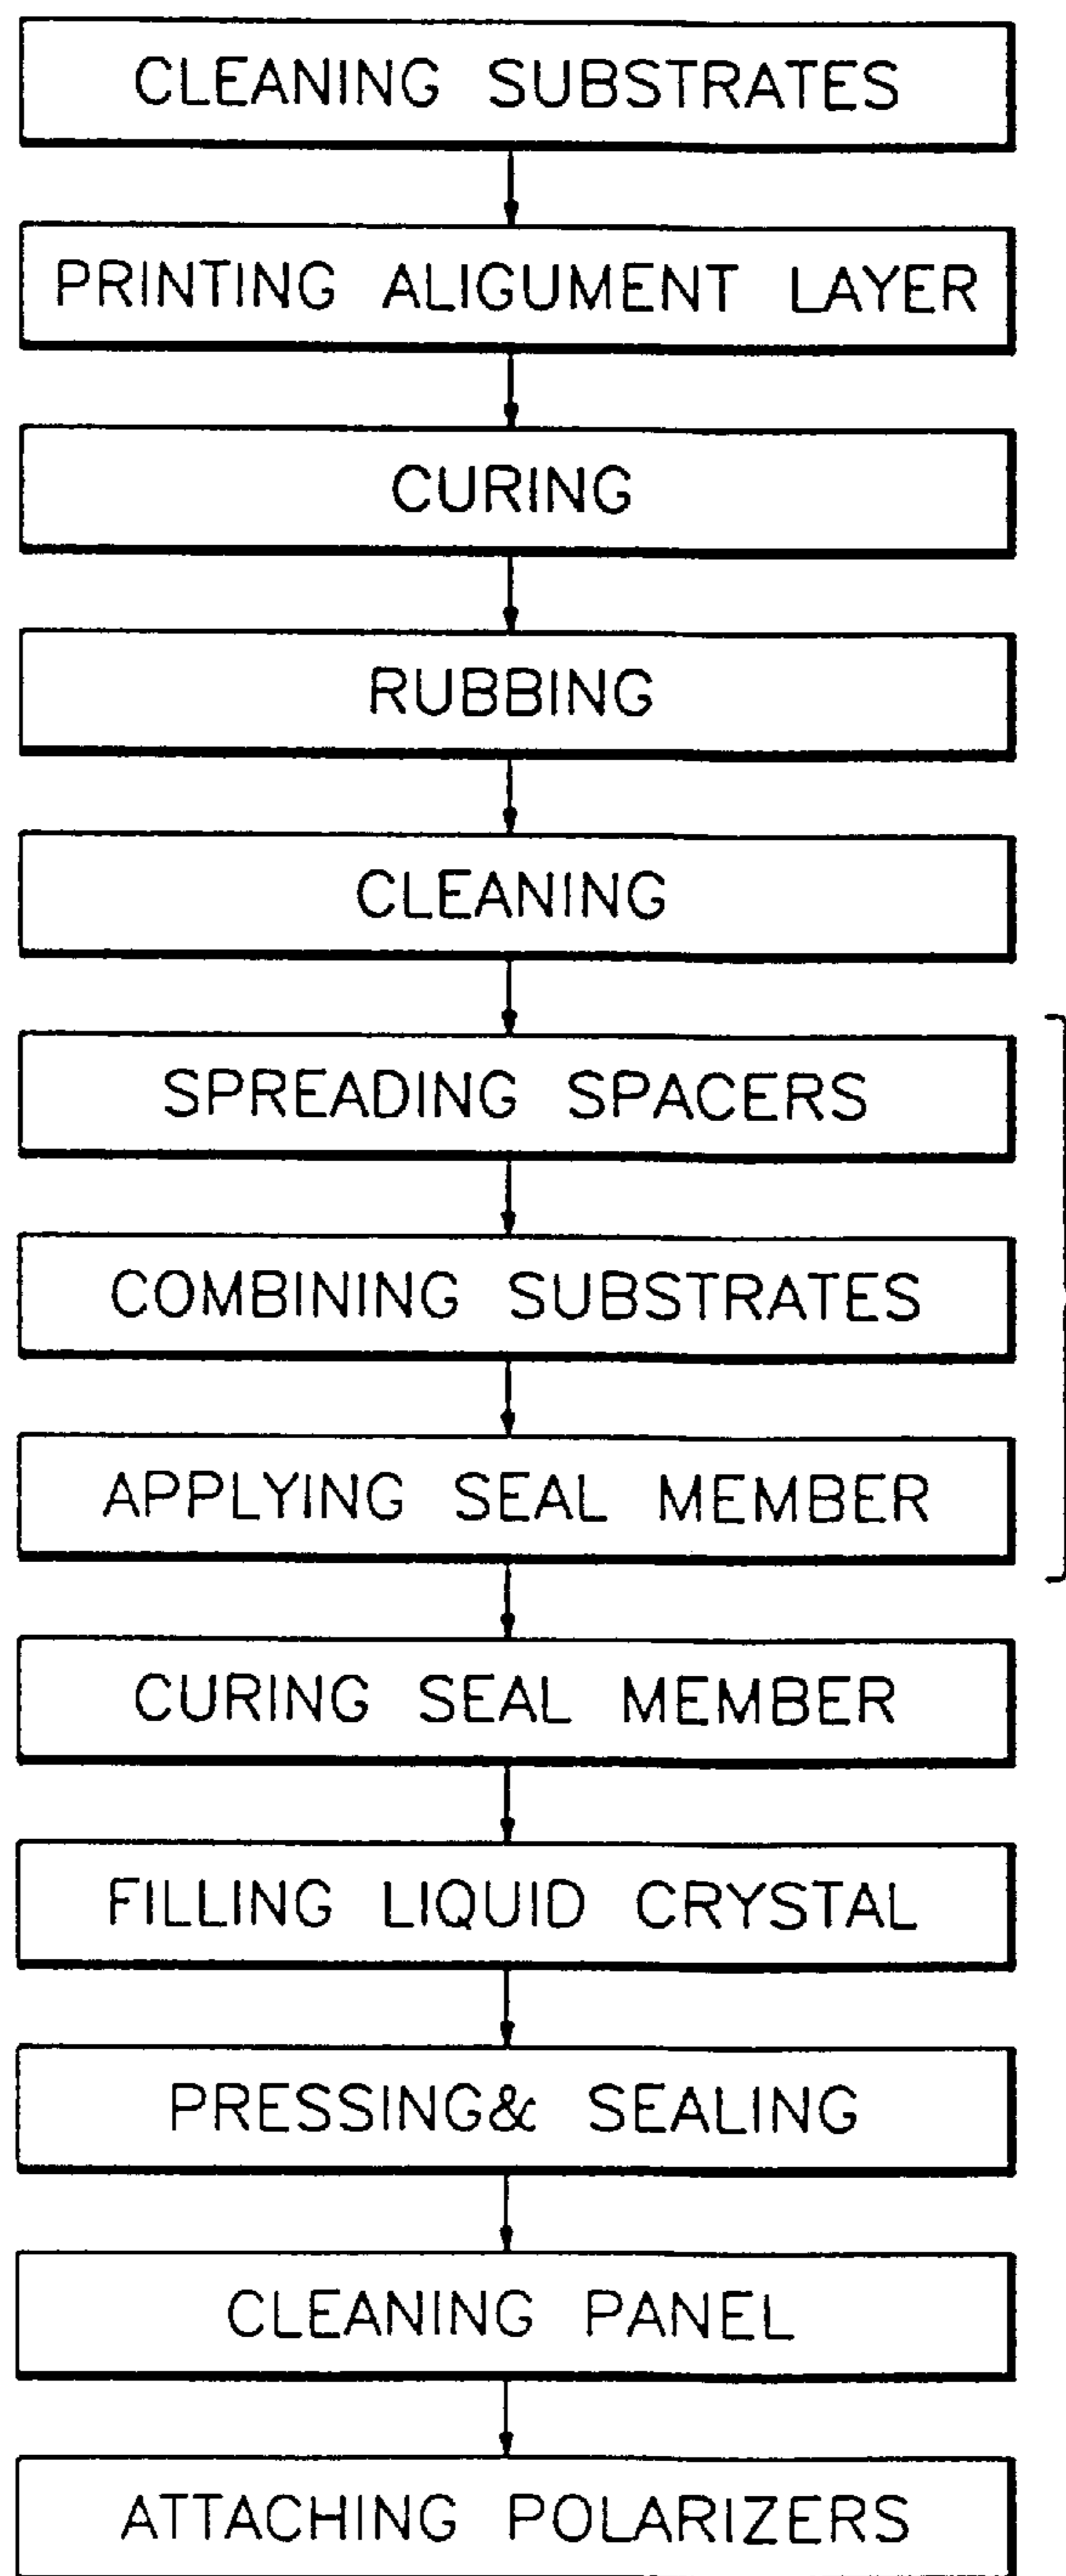 CLEANING SUBSTRATES
PRINTING ALIGUMENT LAYER
CURING
RUBBING
CLEANING
SPREADING SPACERS
COMBINING SUBSTRATES
APPLYING SEAL MEMBER
CURING SEAL MEMBER
FILLING LIQUID CRYSTAL
PRESSING& SEALING
CLEANING PANEL
ATTACHING POLARIZERS